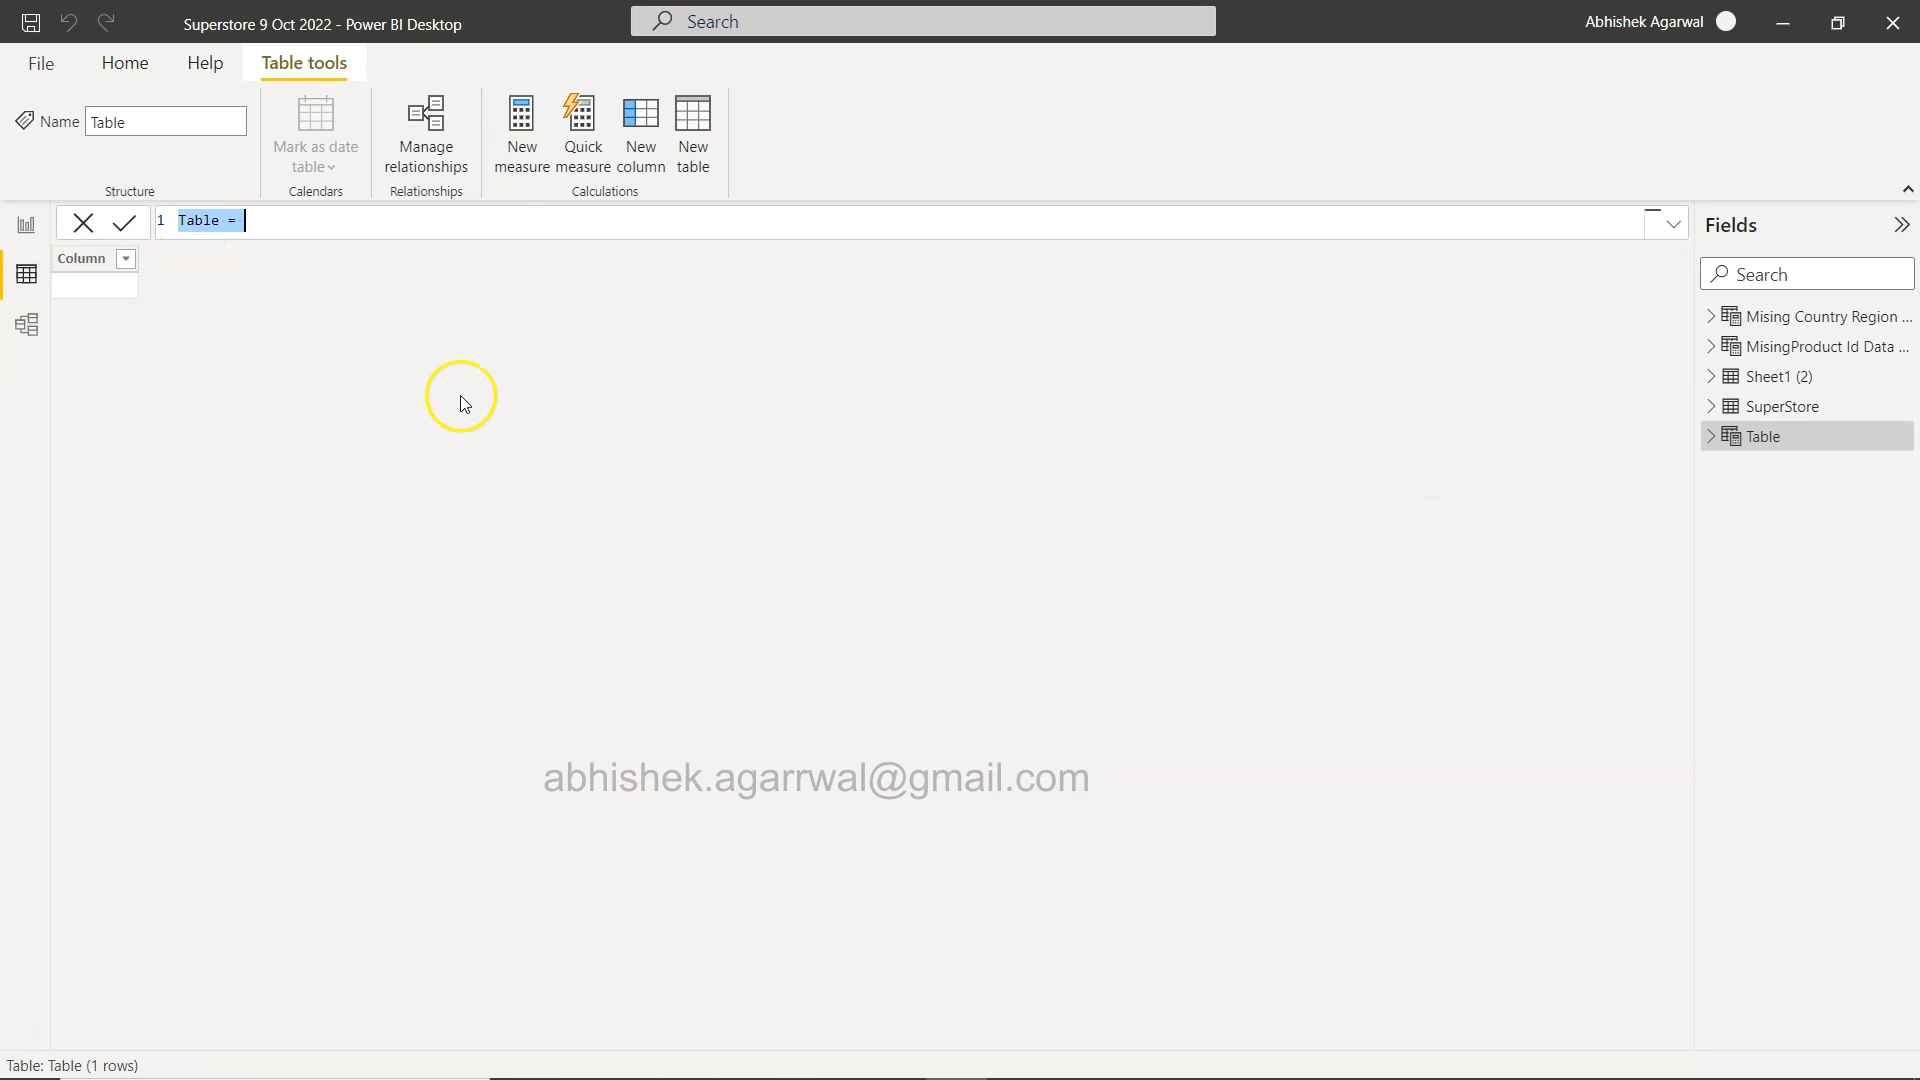 Superstore 9 Oct 2022 - Power BI Desktop
Search
Abhishek Agarwal
File
Home
Help
Table tools
Name
Table
Mark as date
table
Manage
relationships
New
measure
Quick
measure
New
column
New
table
Structure
Calendars
Relationships
Calculations
1
Table =
Fields
Column
Search
Mising Country Region ...
MisingProduct Id Data ...
Sheet1 (2)
SuperStore
Table
abhishek.agarrwal@gmail.com
Table: Table (1 rows)